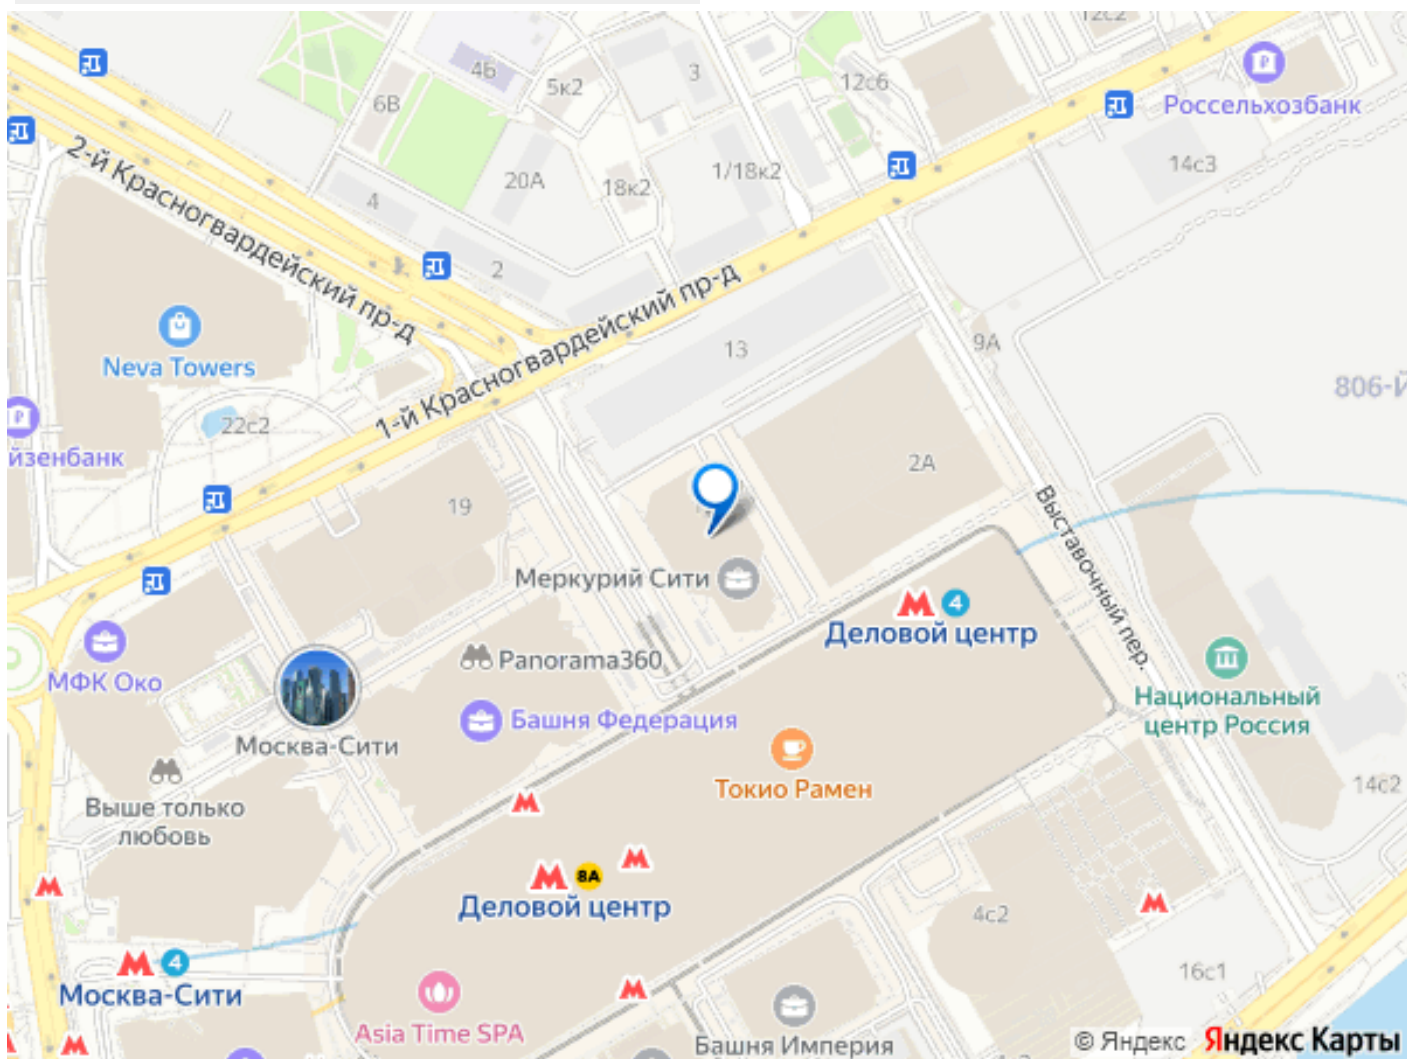 12с2
Россельхозбанк
4Б
3
5к2
12с6
6В
2-й Красногвардейский пр-д
20А
18к2
1/18к2
14с3
4
2
1-й Красногвардейский пр-д
13
9А
Neva Towers
806-Й
22с2
йзенбанк
2А
19
Выставочный пер.
Меркурий Сити
4
Деловой центр
МФК Око
Panorama360
Национальный
центр Россия
Башня Федерация
Москва-Сити
Токио Рамен
14с2
Выше только
любовь
8А
Деловой центр
4с2
4
Москва-Сити
16с1
Asia Time SPA
Башня Империя
© Яндекс Яндекс Карты